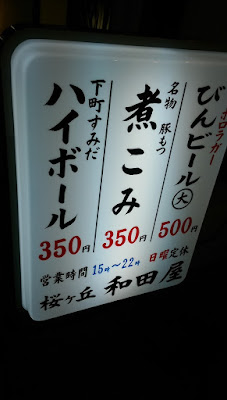 ホロラガー
びんビール 大
500円
名物 豚もつ
煮こみ
350円
下町すみだ
ハイボール
350円
営業時間 15時〜22時 日曜定休
桜ヶ丘 和田屋